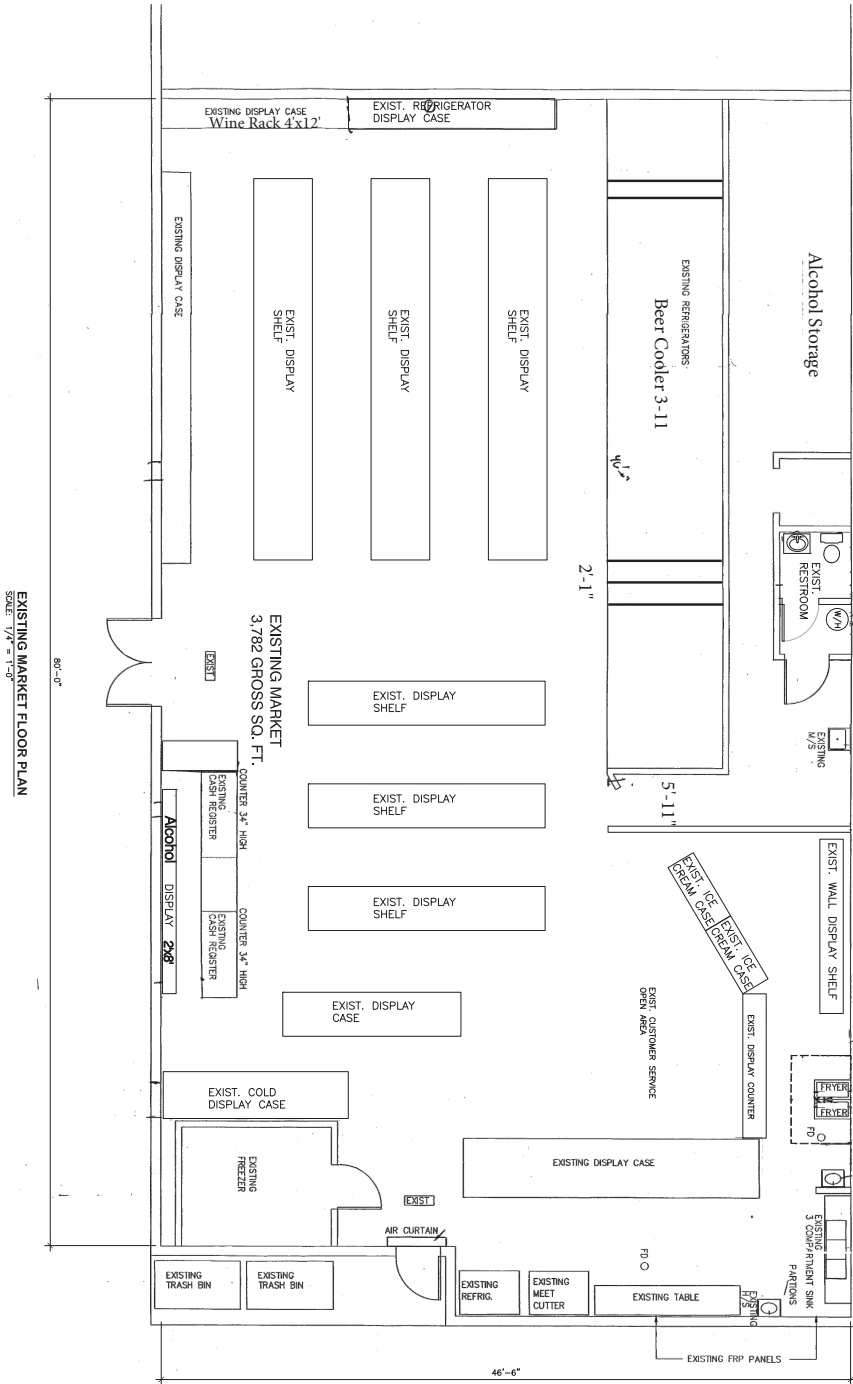 EXISTING DISPLAY CASE
Wine Rack 4'x12'
EXIST. REFRIGERATOR
DISPLAY CASE
EXISTING DISPLAY CASE
EXIST. DISPLAY
SHELF
EXIST. DISPLAY
SHELF
EXIST. DISPLAY
SHELF
EXISTING REFRIGERATORS
Beer Cooler 3-11
Alcohol Storage
2'-1"
EXIST.
RESTROOM
W/H
EXISTING
M/S
5'-11"
EXISTING MARKET
3,782 GROSS SQ. FT.
EXIST
EXIST. DISPLAY
SHELF
EXIST. DISPLAY
SHELF
EXIST. DISPLAY
SHELF
COUNTER 34" HIGH
EXISTING
CASH REGISTER
COUNTER 34" HIGH
EXISTING
CASH REGISTER
Alcohol DISPLAY 2'x8'
EXIST. DISPLAY
CASE
EXIST. ICE
CREAM CASE
EXIST. ICE
CREAM CASE
EXIST. WALL DISPLAY SHELF
EXIST. CUSTOMER SERVICE
OPEN AREA
EXIST. DISPLAY COUNTER
FRYER
FRYER
FD
EXIST. COLD
DISPLAY CASE
EXISTING
FREEZER
EXISTING DISPLAY CASE
EXIST
AIR CURTAIN
FD
EXISTING
3 COMPARTMENT SINK
PARTIONS
EXISTING
TRASH BIN
EXISTING
TRASH BIN
EXISTING
REFRIG.
EXISTING
MEET
CUTTER
EXISTING TABLE
EXISTING
H/S
EXISTING FRP PANELS
46'-6"
80'-0"
EXISTING MARKET FLOOR PLAN
SCALE: 1/4" = 1'-0"